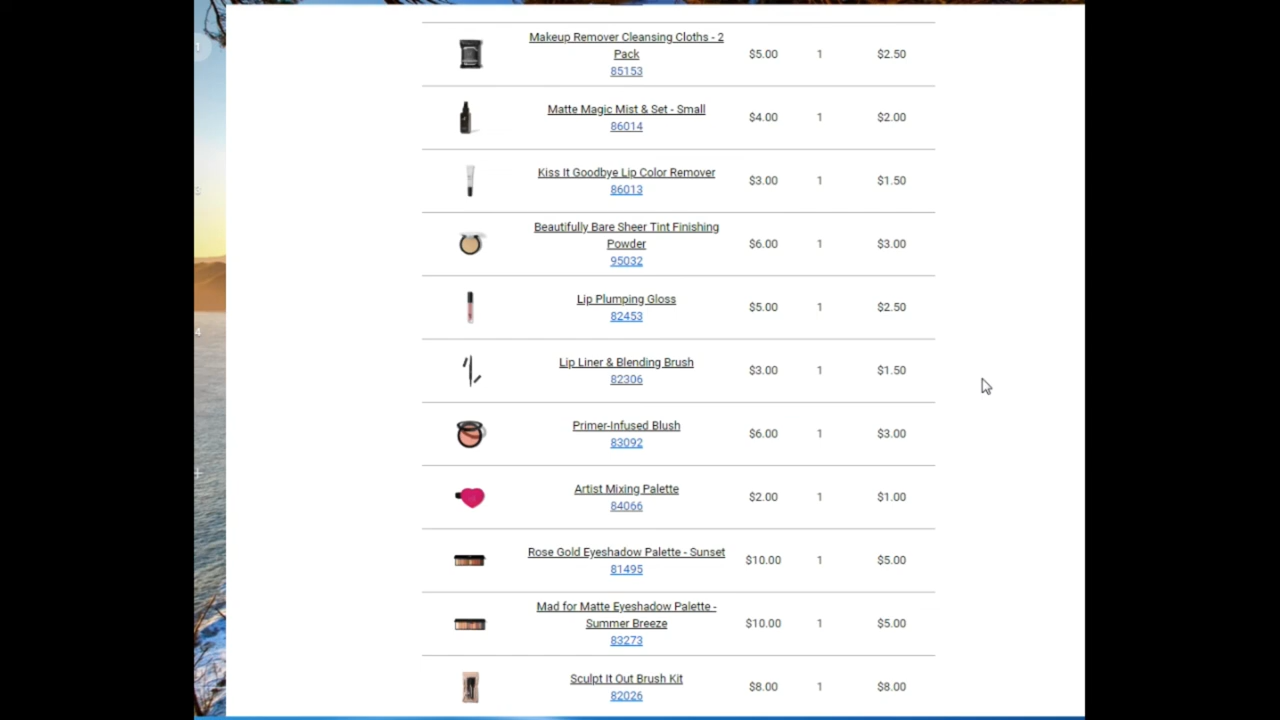 Makeup Remover Cleansing Cloths - 2
Pack
85153
$5.00 1 $2.50
Matte Magic Mist & Set - Small
86014
$4.00 1 $2.00
Kiss It Goodbye Lip Color Remover
86013
$3.00 1 $1.50
Beautifully Bare Sheer Tint Finishing
Powder
95032
$6.00 1 $3.00
Lip Plumping Gloss
82453
$5.00 1 $2.50
Lip Liner & Blending Brush
82306
$3.00 1 $1.50
Primer-Infused Blush
83092
$6.00 1 $3.00
Artist Mixing Palette
84066
$2.00 1 $1.00
Rose Gold Eyeshadow Palette - Sunset
81495
$10.00 1 $5.00
Mad for Matte Eyeshadow Palette -
Summer Breeze
83273
$10.00 1 $5.00
Sculpt It Out Brush Kit
82026
$8.00 1 $8.00